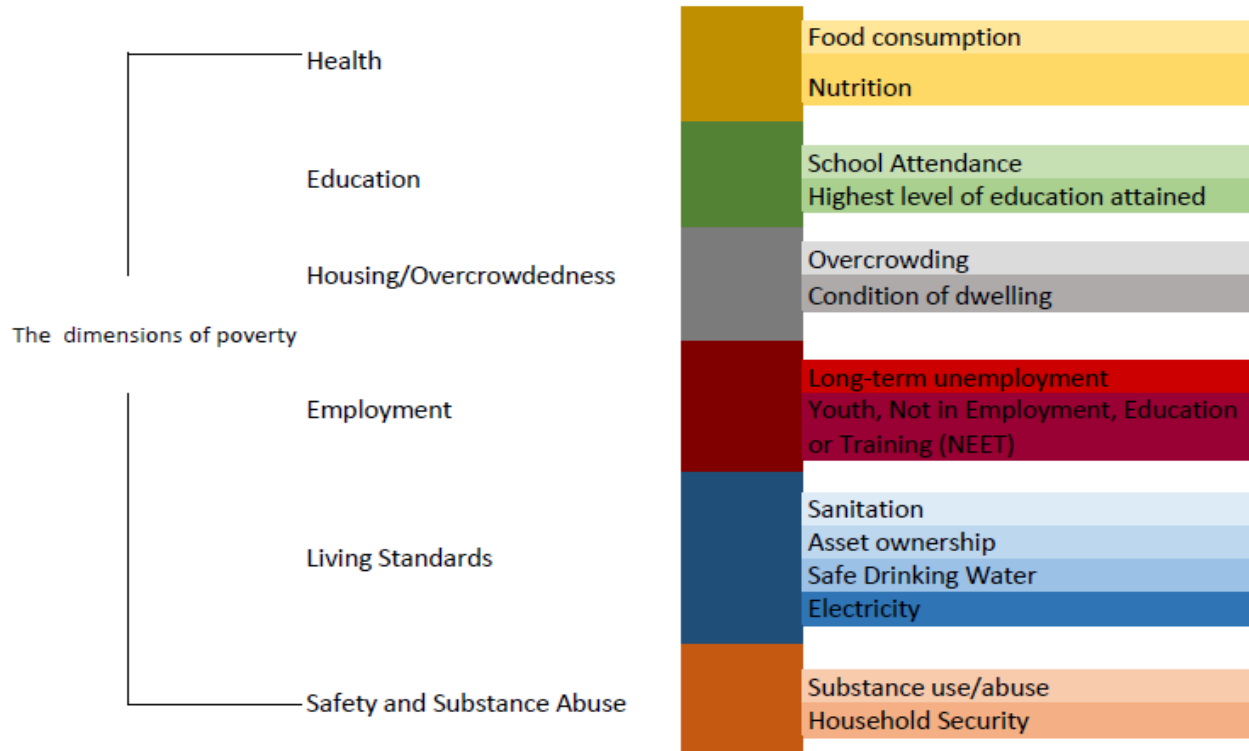 Health
Food consumption
Nutrition
Education
School Attendance
Highest level of education attained
Housing/Overcrowdedness
Overcrowding
Condition of dwelling
The dimensions of poverty
Employment
Long-term unemployment
Youth, Not in Employment, Education
or Training (NEET)
Living Standards
Sanitation
Asset ownership
Safe Drinking Water
Electricity
Safety and Substance Abuse
Substance use/abuse
Household Security